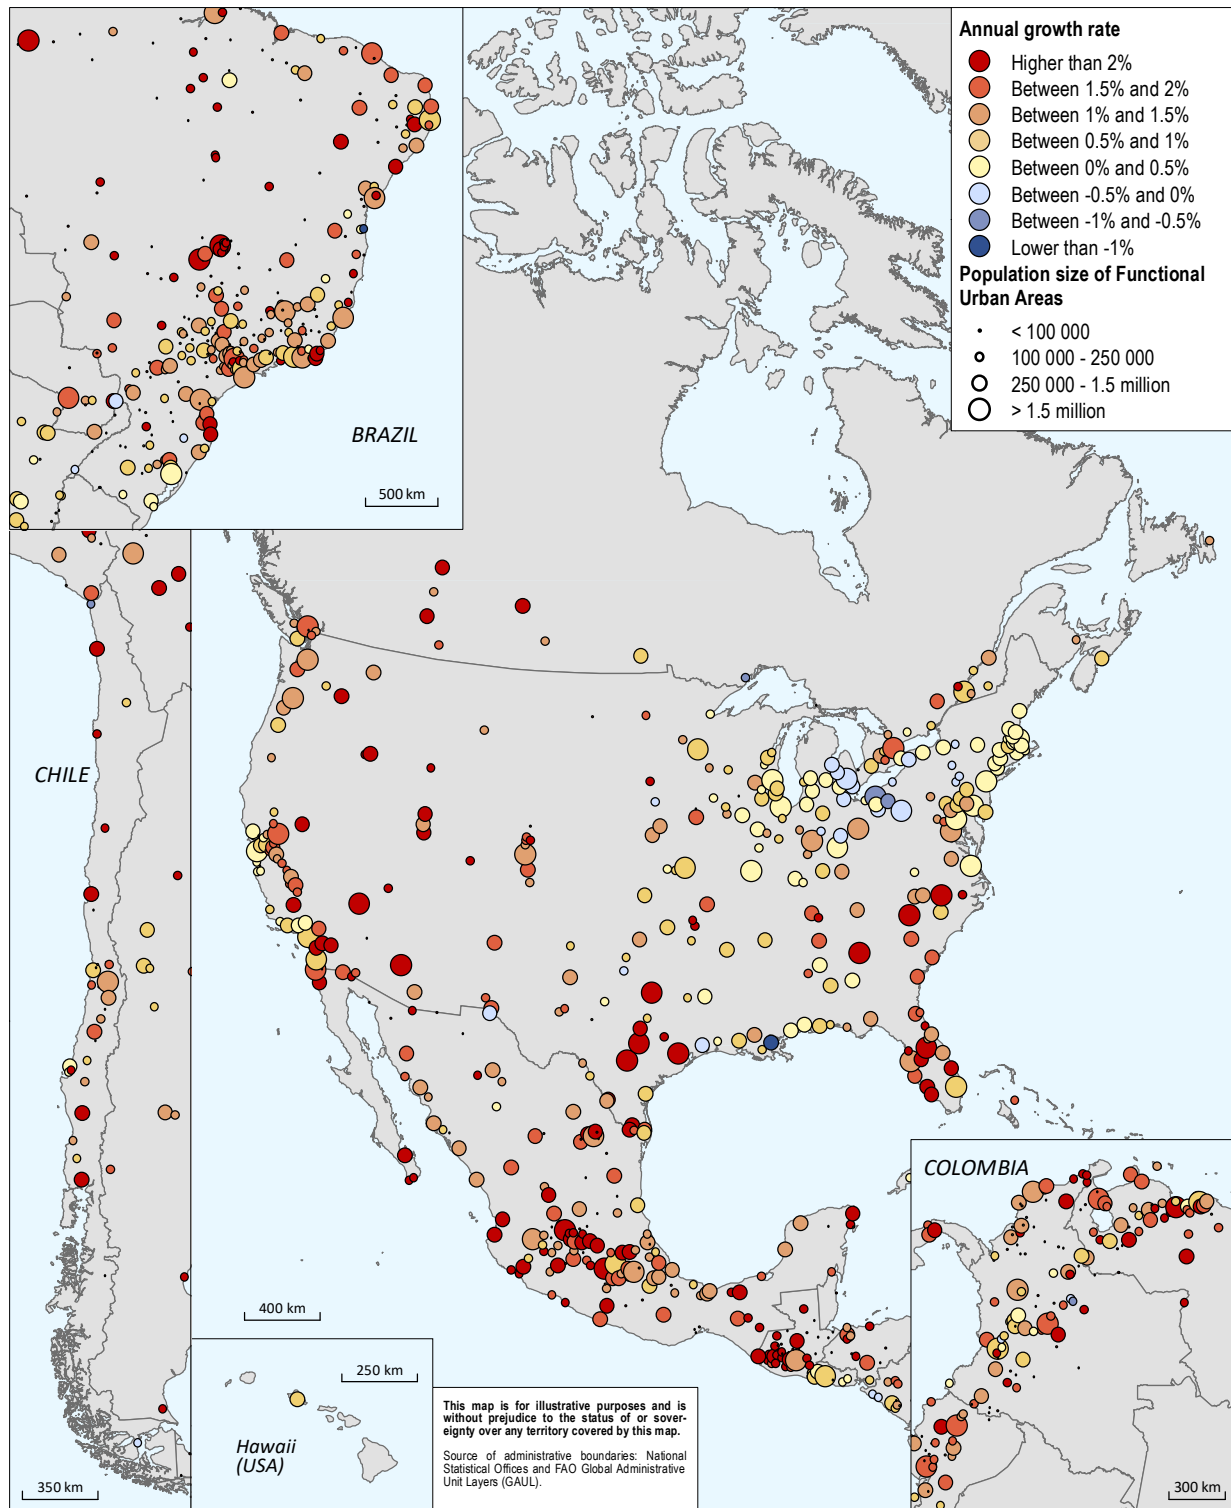 Annual growth rate
Higher than 2%
Between 1.5% and 2%
Between 1% and 1.5%
Between 0.5% and 1%
Between 0% and 0.5%
Between -0.5% and 0%
Between -1% and -0.5%
Lower than -1%
Population size of Functional
Urban Areas
< 100 000
100 000 - 250 000
250 000 - 1.5 million
> 1.5 million
BRAZIL
500 km
CHILE
350 km
400 km
250 km
Hawaii
(USA)
This map is for illustrative purposes and is
without prejudice to the status of or sover-
eignty over any territory covered by this map.
Source of administrative boundaries: National
Statistical Offices and FAO Global Administrative
Unit Layers (GAUL).
COLOMBIA
300 km